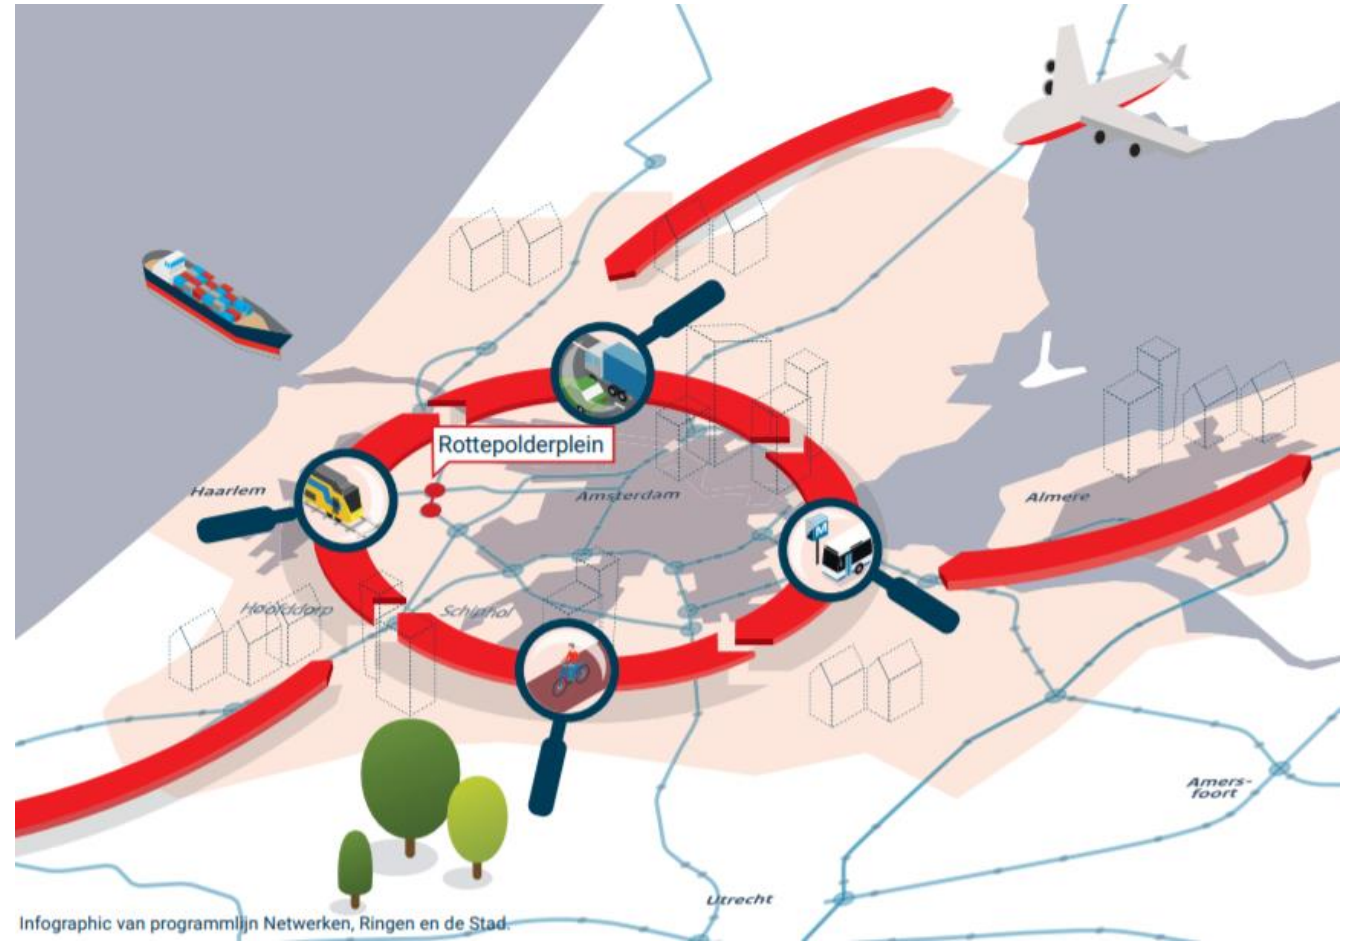 Rottepolderplein
Haarlem
Amsterdam
Almere
M
Hoofddorp
Schiphol
Amers-
foort
Utrecht
Infographic van programmlijn Netwerken, Ringen en de Stad.